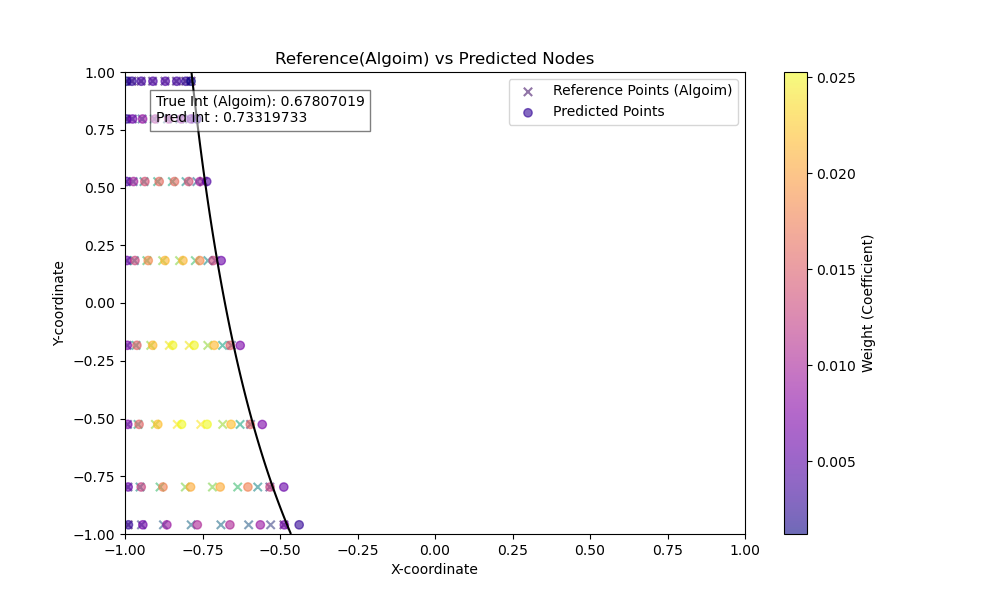 Reference(Algoim) vs Predicted Nodes
True Int (Algoim): 0.67807019
Pred Int : 0.73319733
Reference Points (Algoim)
Predicted Points
1.00
0.75
0.50
0.25
0.00
−0.25
−0.50
−0.75
−1.00
Y-coordinate
−1.00
−0.75
−0.50
−0.25
0.00
0.25
0.50
0.75
1.00
X-coordinate
0.025
0.020
0.015
0.010
0.005
Weight (Coefficient)